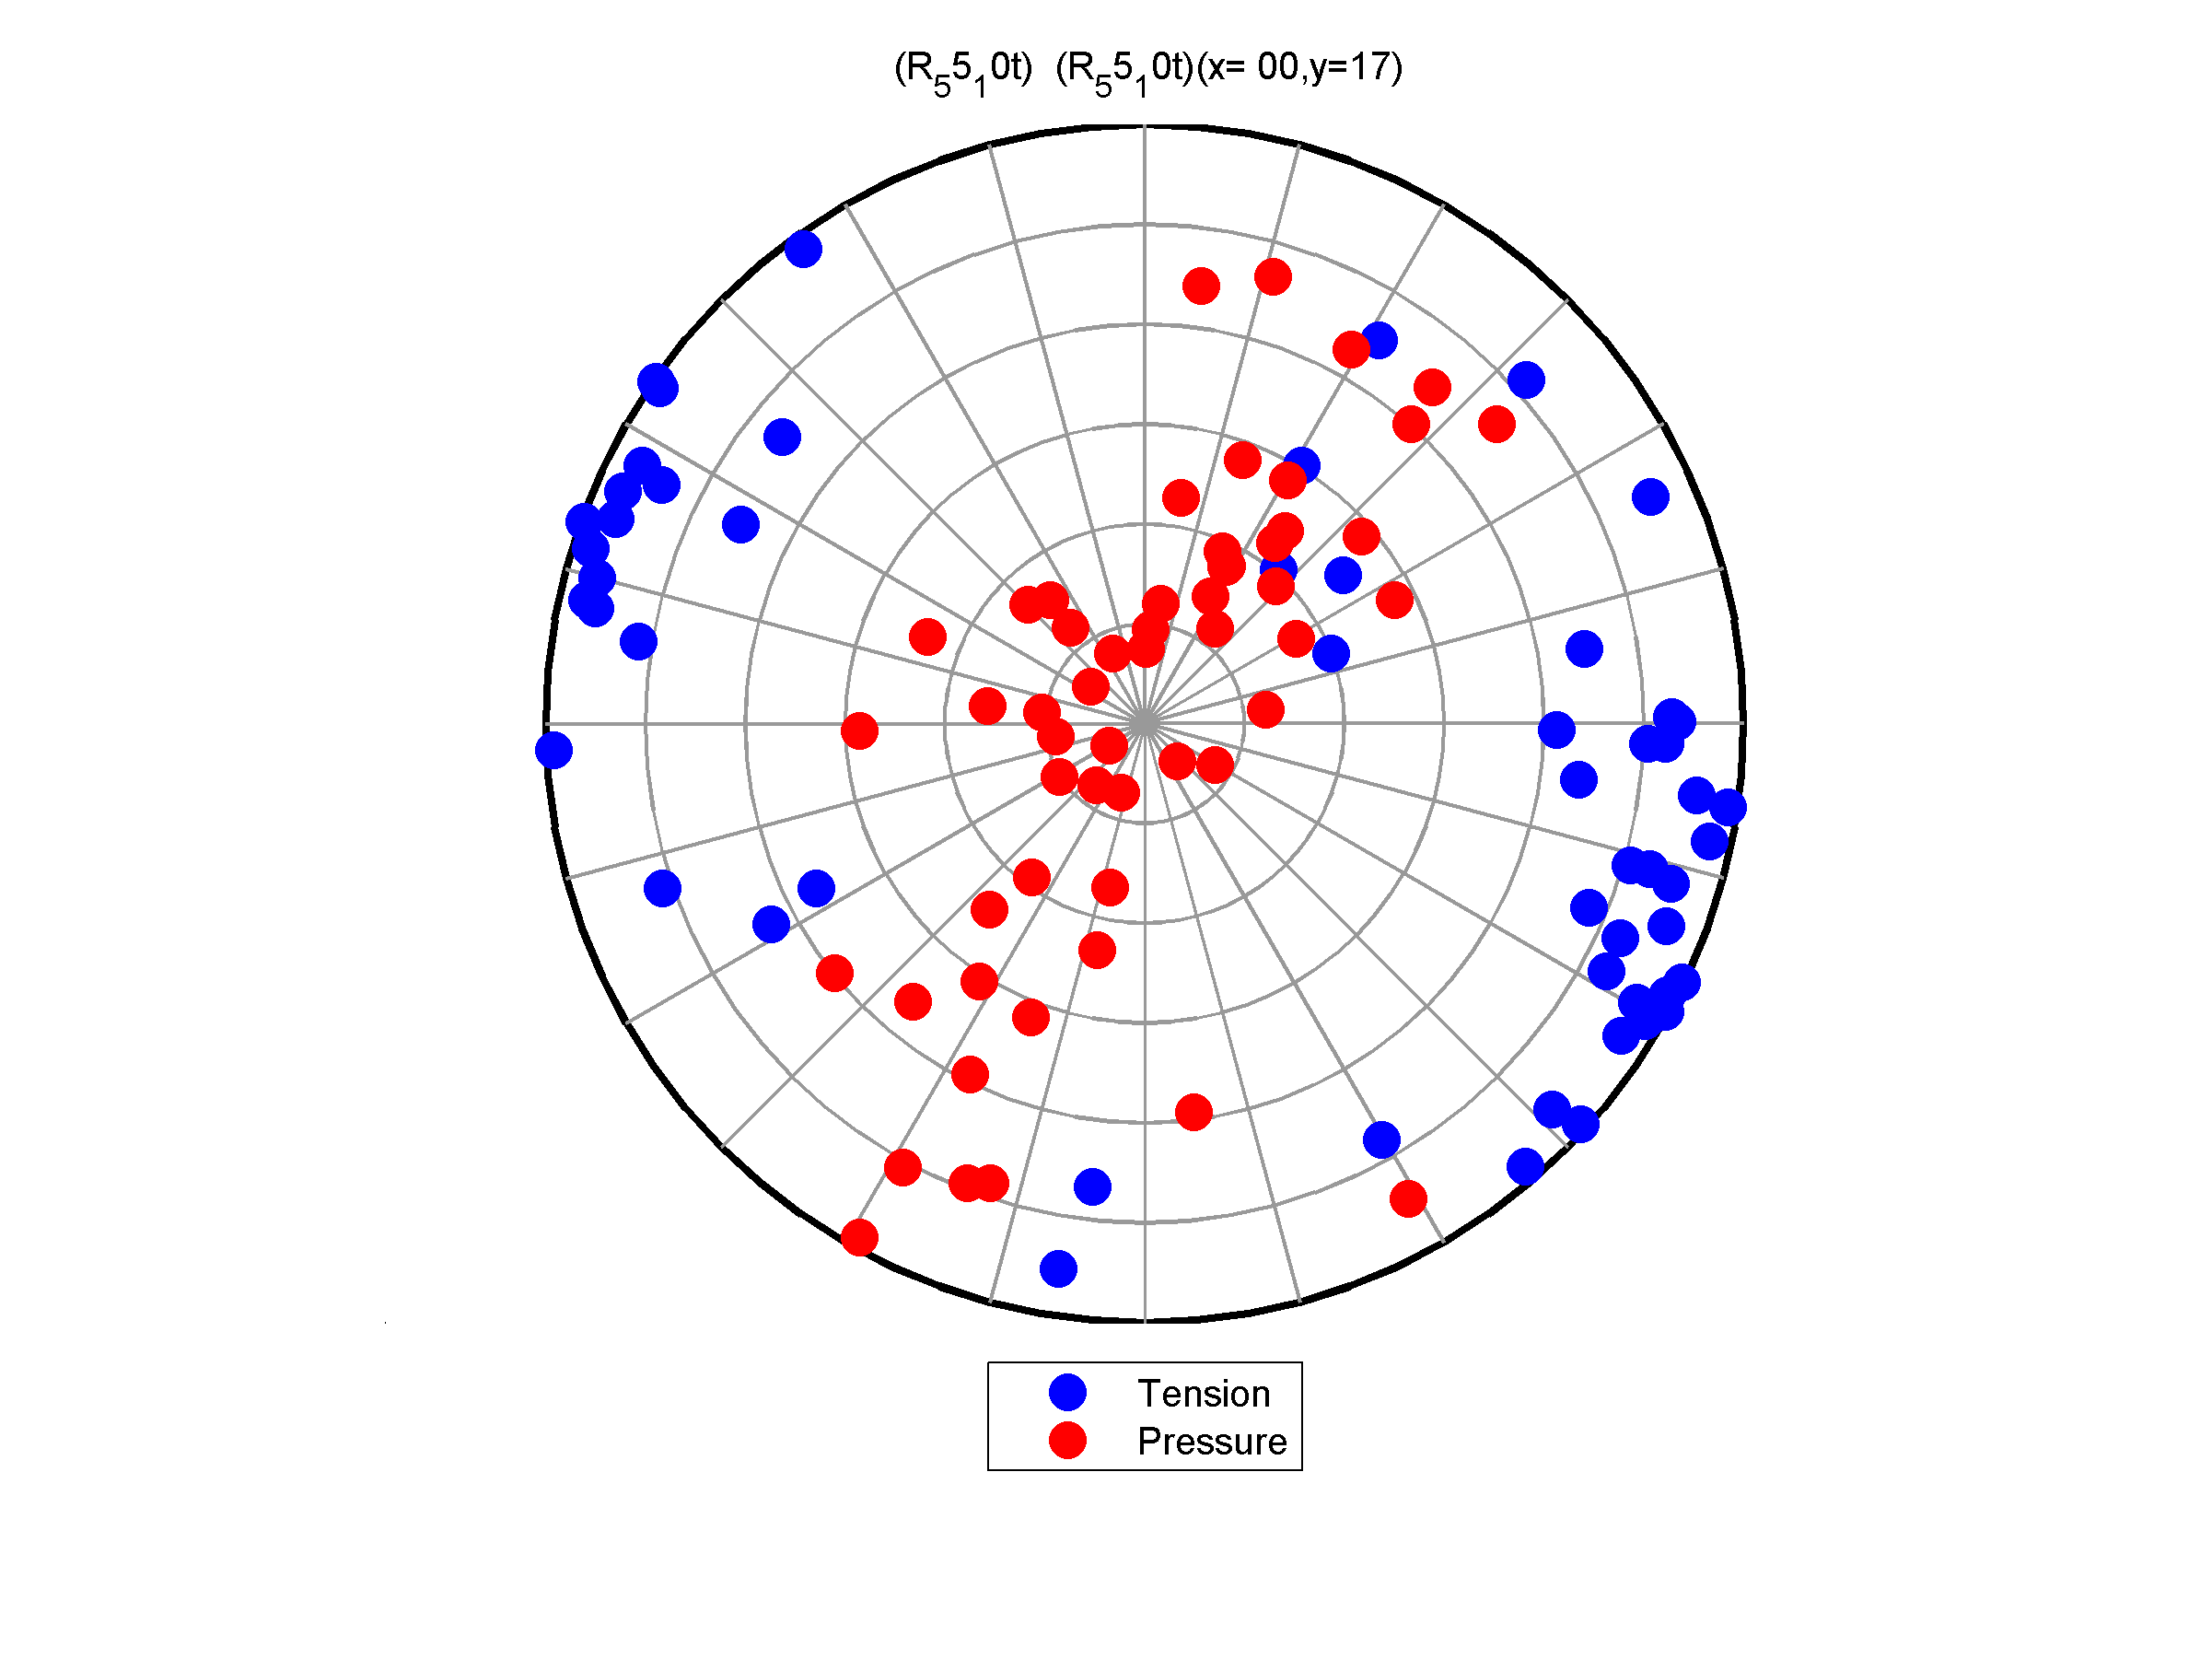 (R₅5₁0t) (R₅5₁0t)(x= 00,y=17)
Tension
Pressure